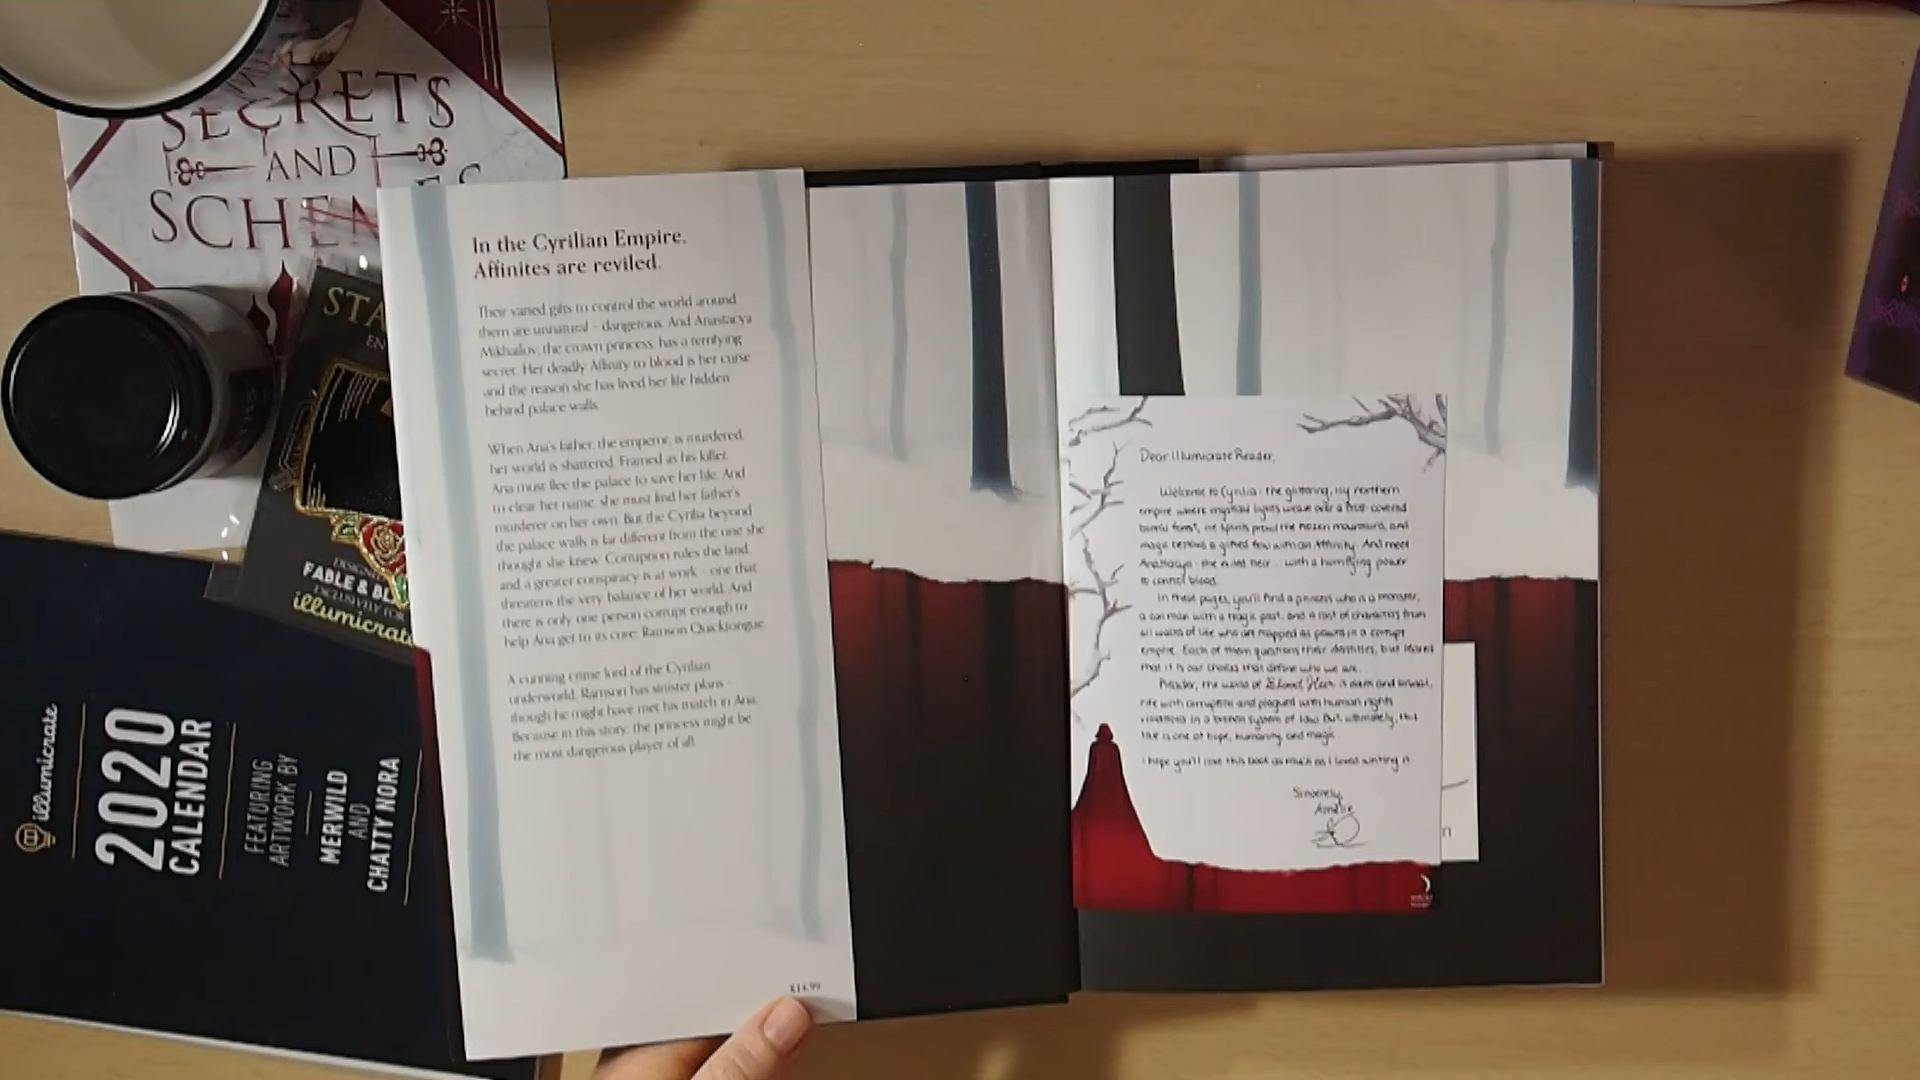 SECRETS
AND
SCHEMES
STA
EN
FABLE & BL
illumicrate
illumicrate
2020
CALENDAR
FEATURING
ARTWORK BY
MERWILD
AND
CHATTY NORA
In the Cyrilian Empire,
Affinites are reviled.
Their varied gifts to control the world around
them are unnatural – dangerous. And Anastacya
Mikhailov, the crown princess, has a terrifying
secret. Her deadly Affinity to blood is her curse
and the reason she has lived her life hidden
behind palace walls.
When Ana's father, the emperor, is murdered,
her world is shattered. Framed as his killer,
Ana must flee the palace to save her life. And
to clear her name, she must find her father's
murderer on her own. But the Cyrilia beyond
the palace walls is far different from the one she
thought she knew. Corruption rules the land,
and a greater conspiracy is at work – one that
threatens the very balance of her world. And
there is only one person corrupt enough to
help Ana get to its core: Ramson Quicktongue.
A cunning crime lord of the Cyrilian
underworld, Ramson has sinister plans –
though he might have met his match in Ana.
Because in this story, the princess might be
the most dangerous player of all.
£14.99
Dear Illumicrate Reader,
Welcome to Cyrilia: the glittering, icy northern
empire where mystical lights weave over a frost-covered
boreal forest, ice spirits prowl the frozen mountains, and
magic bestows a gifted few with an Affinity. And meet
Anastacya: the exiled heir... with a horrifying power
to control blood.
In these pages, you'll find a princess who is a monster,
a con man with a tragic past, and a cast of characters from
all walks of life who are trapped as pawns in a corrupt
empire. Each of them questions their identities, but learns
that it is our choices that define who we are.
Reader, the world of Blood Heir is dark and brutal,
rife with corruption and plagued with human rights
violations in a broken system of law. But, ultimately, this
tale is one of hope, humanity, and magic.
I hope you'll love this book as much as I loved writing it.
Sincerely,
Amélie
n